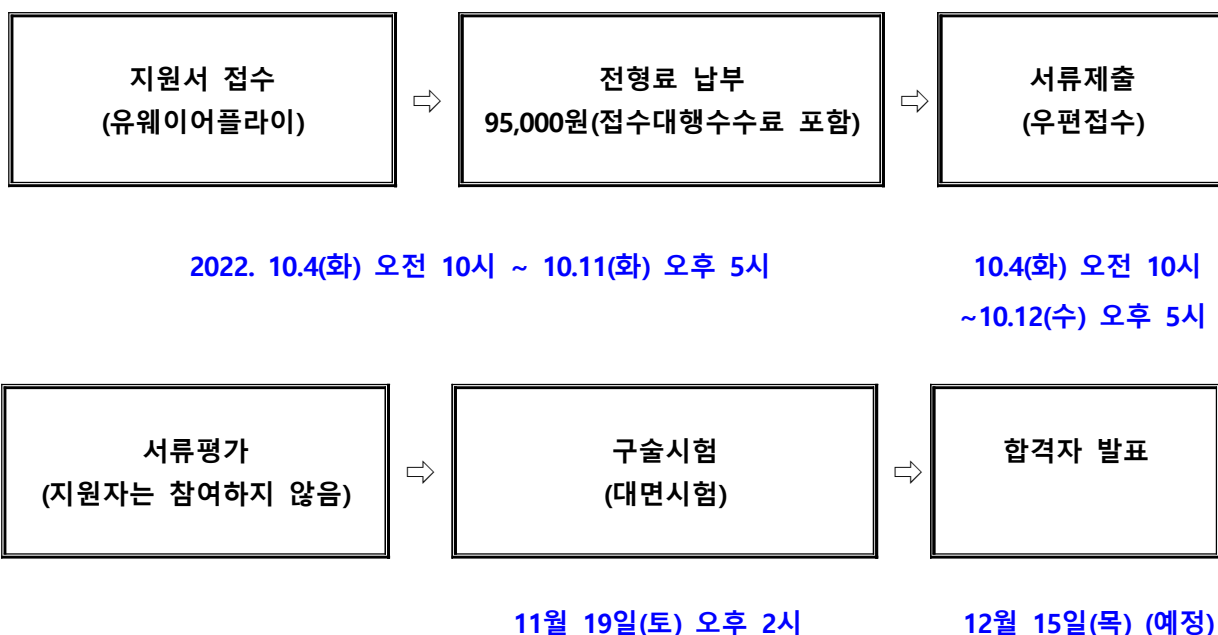 지원서 접수
(유웨이어플라이)
⇨
전형료 납부
95,000원(접수대행수수료 포함)
⇨
서류제출
(우편접수)
2022. 10.4(화) 오전 10시 ~ 10.11(화) 오후 5시
10.4(화) 오전 10시
~10.12(수) 오후 5시
서류평가
(지원자는 참여하지 않음)
⇨
구술시험
(대면시험)
⇨
합격자 발표
11월 19일(토) 오후 2시
12월 15일(목) (예정)